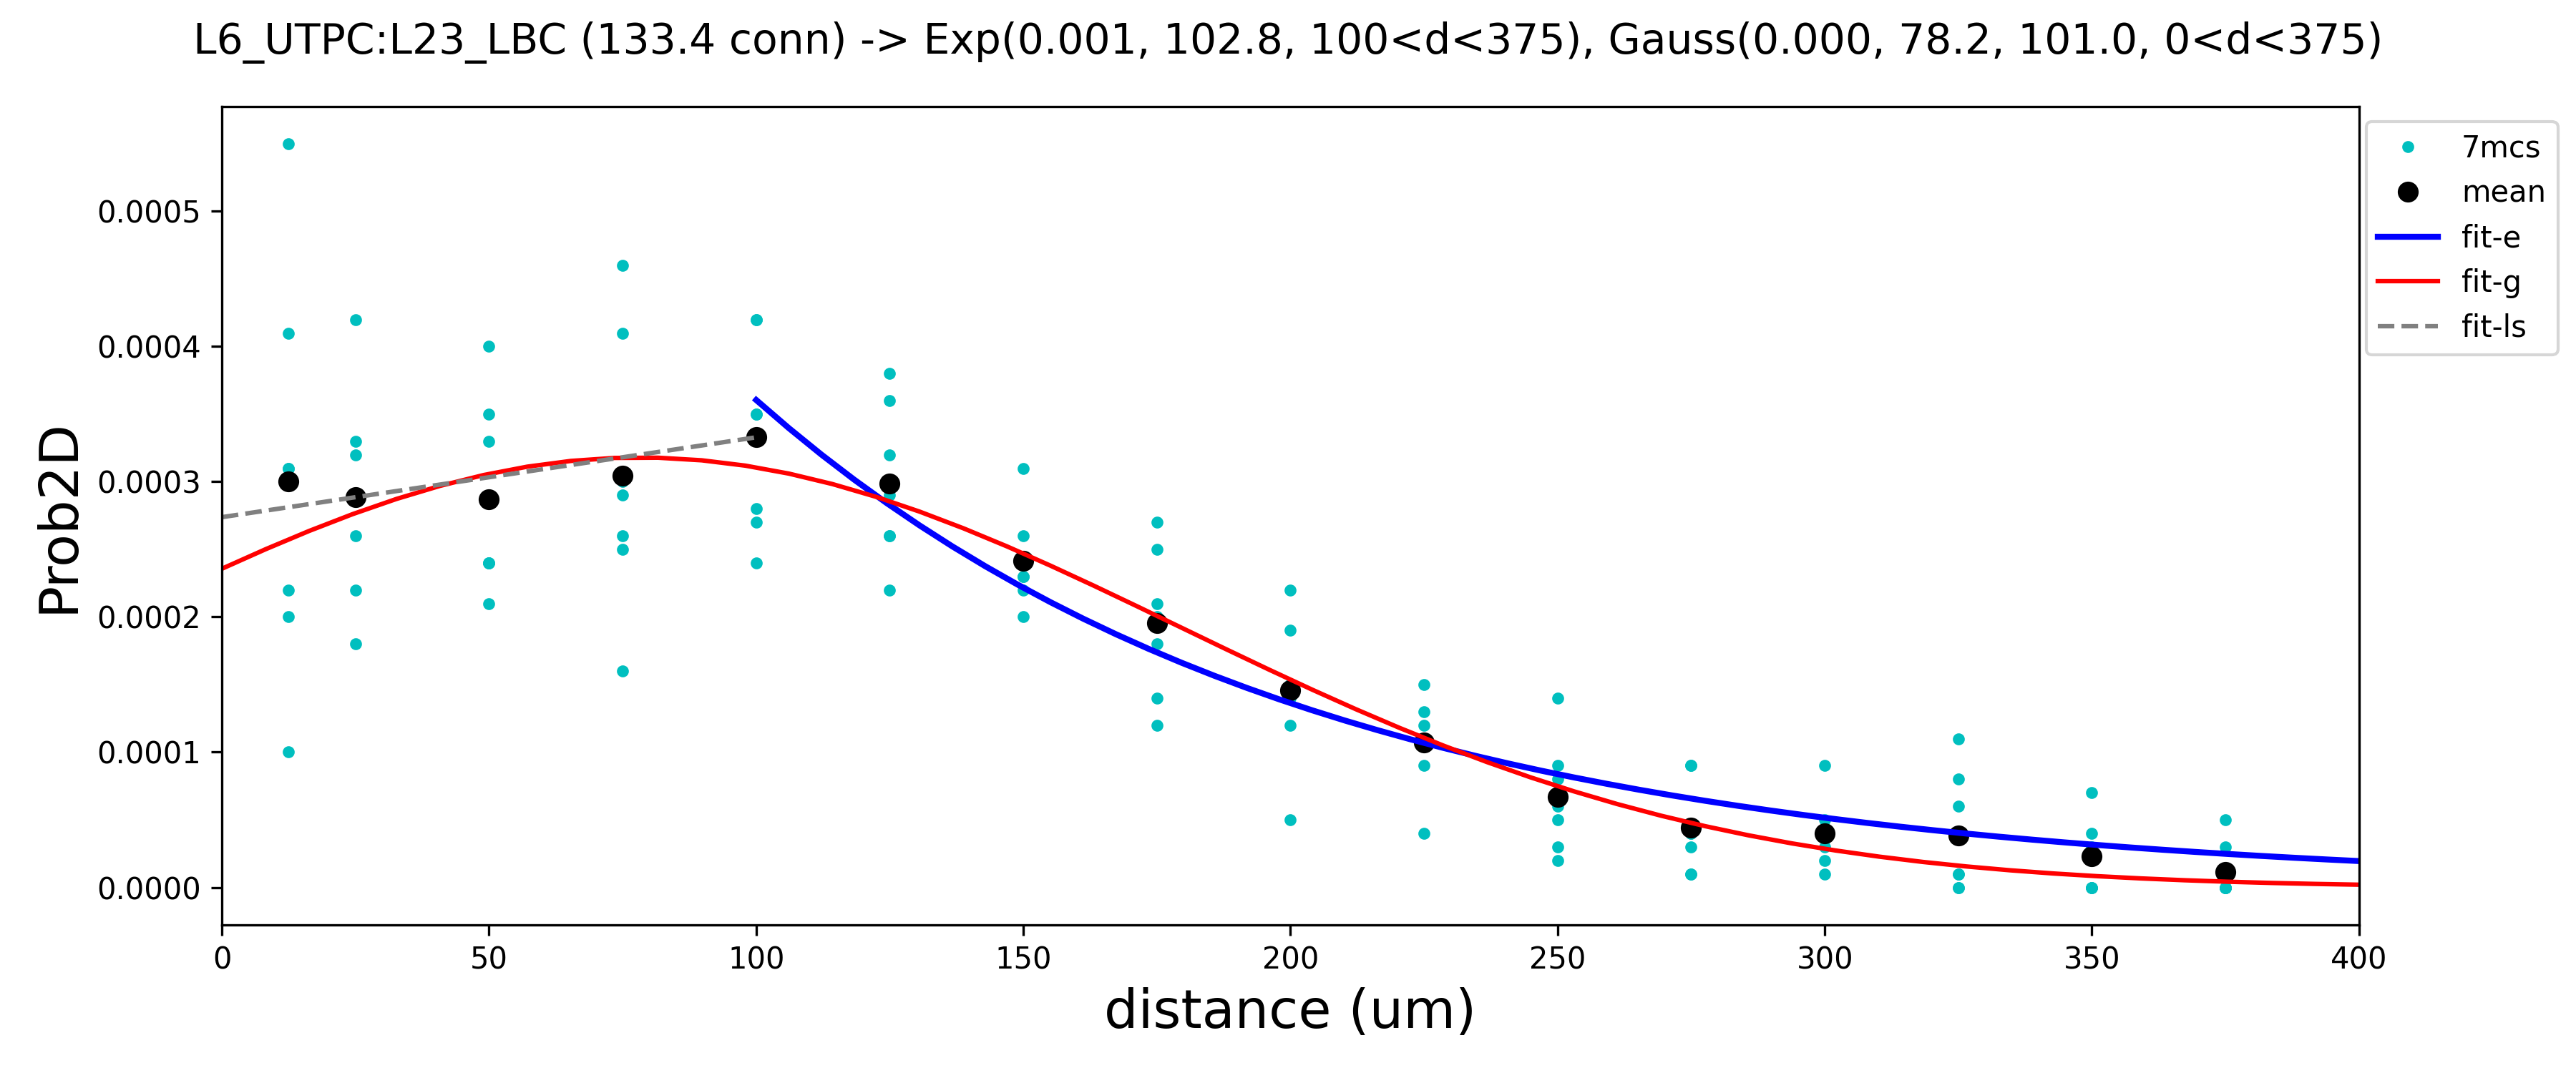 L6_UTPC:L23_LBC (133.4 conn) -> Exp(0.001, 102.8, 100<d<375), Gauss(0.000, 78.2, 101.0, 0<d<375)
7mcs
mean
fit-e
fit-g
fit-ls
Prob2D
0.0005
0.0004
0.0003
0.0002
0.0001
0.0000
0 50 100 150 200 250 300 350 400
distance (um)